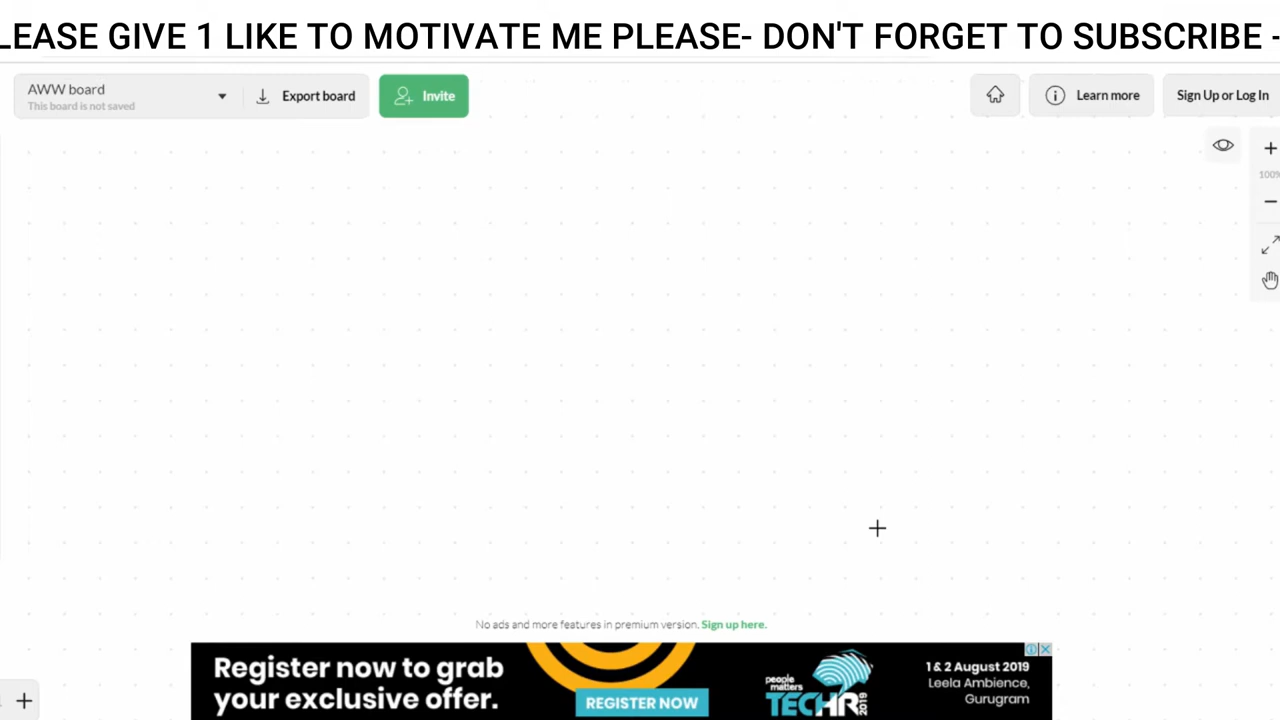 LEASE GIVE 1 LIKE TO MOTIVATE ME PLEASE- DON'T FORGET TO SUBSCRIBE -
AWW board
This board is not saved
Export board
Invite
Learn more
Sign Up or Log In
100%
No ads and more features in premium version. Sign up here.
Register now to grab
your exclusive offer.
REGISTER NOW
people
matters
TECHR
2019
1 & 2 August 2019
Leela Ambience,
Gurugram